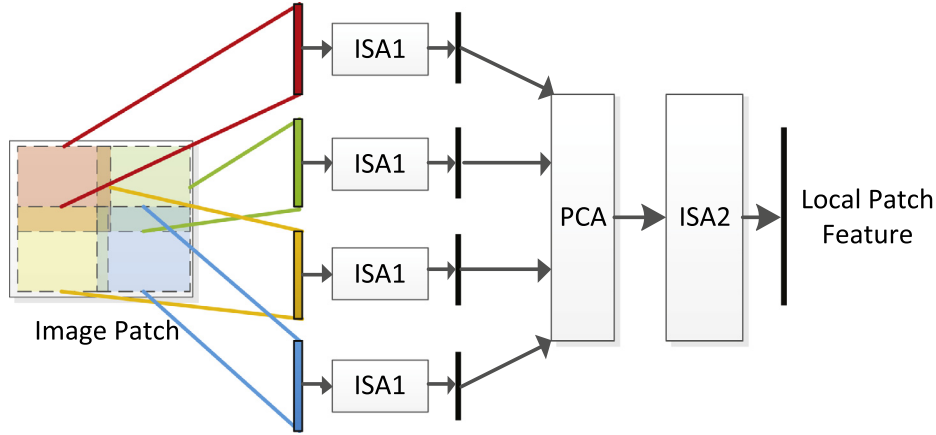 ISA1
ISA1
ISA1
ISA1
Image Patch
PCA
ISA2
Local Patch
Feature